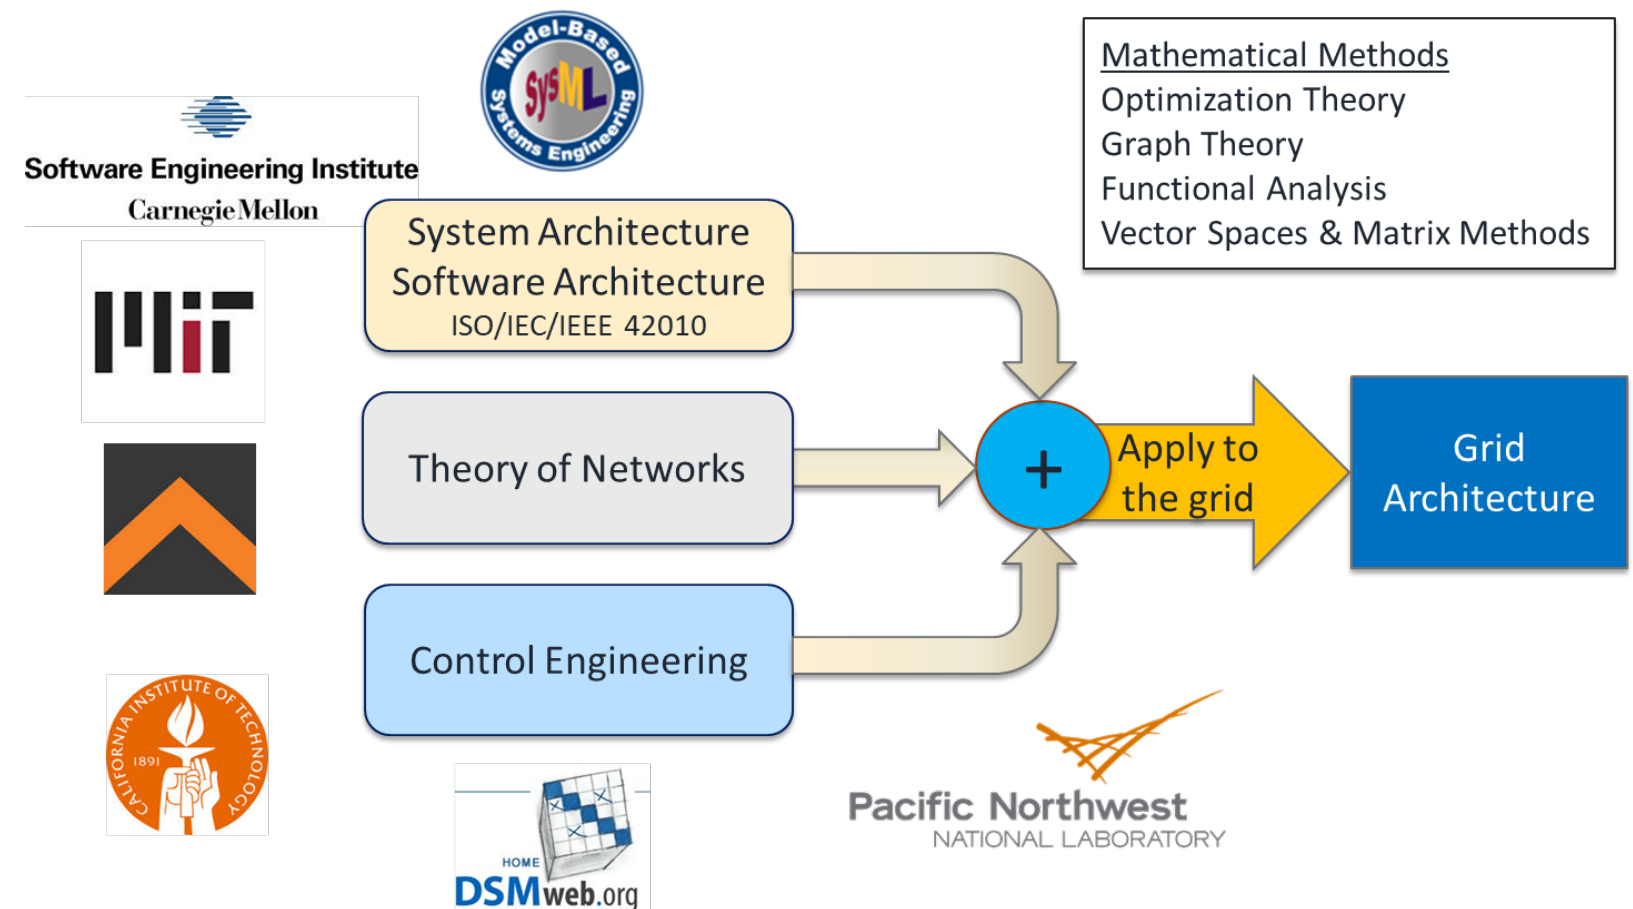 Model-Based
Systems Engineering
SysML
Software Engineering Institute
Carnegie Mellon
MiT
CALIFORNIA INSTITUTE OF TECHNOLOGY
1891
System Architecture
Software Architecture
ISO/IEC/IEEE 42010
Theory of Networks
Control Engineering
HOME
DSMweb.org
Mathematical Methods
Optimization Theory
Graph Theory
Functional Analysis
Vector Spaces & Matrix Methods
+
Apply to
the grid
Grid
Architecture
Pacific Northwest
NATIONAL LABORATORY